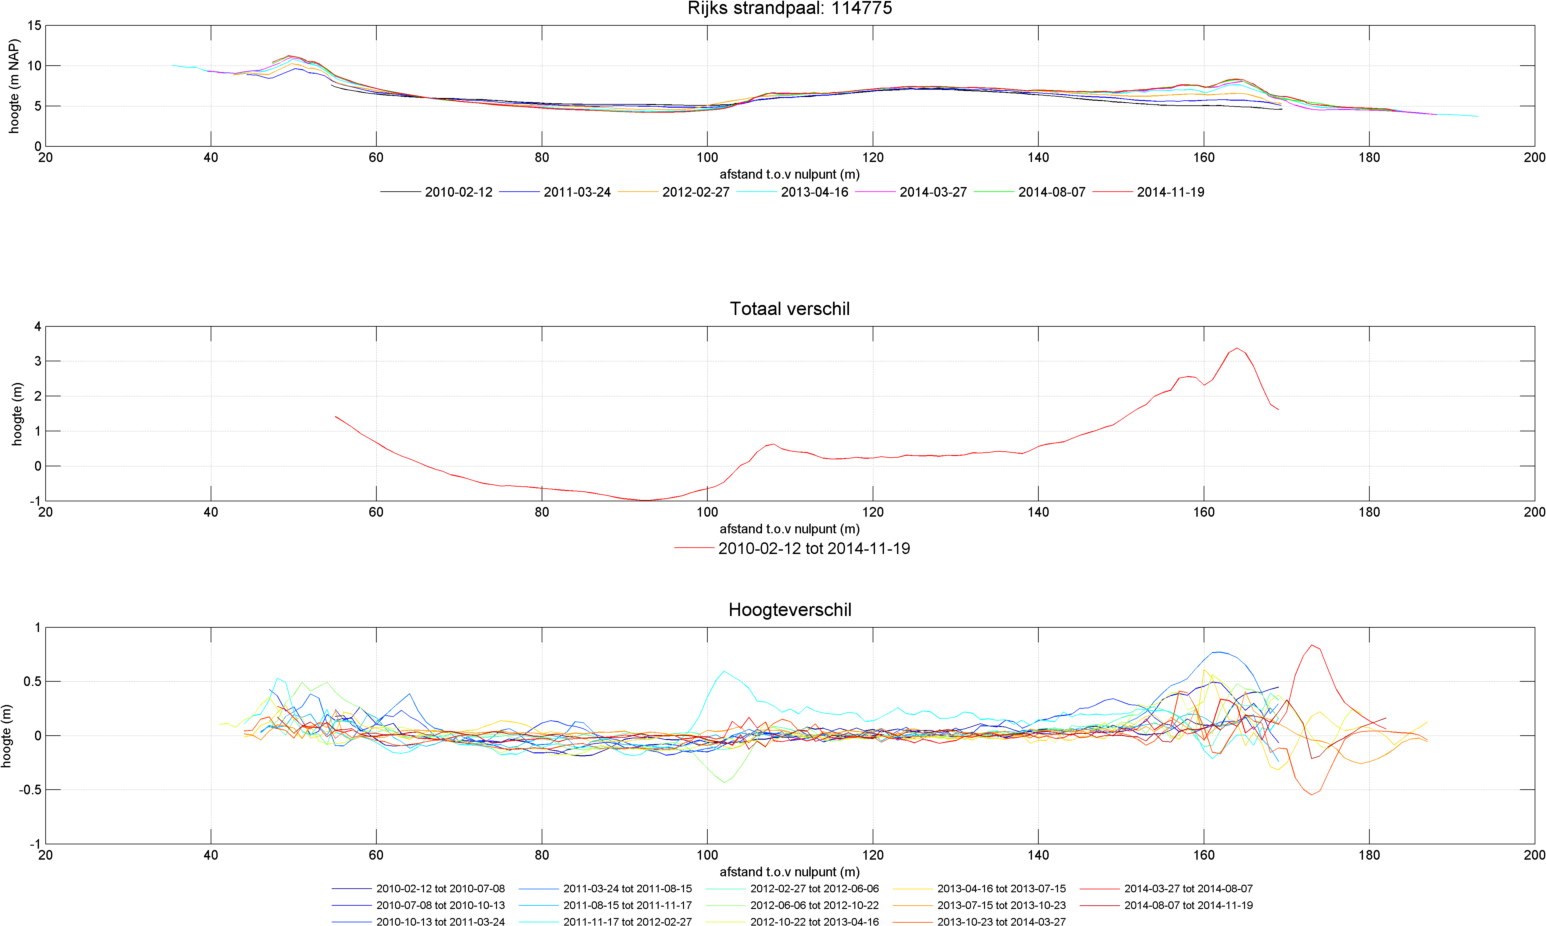 Rijks strandpaal: 114775
15
10
5
0
hoogte (m NAP)
20 40 60 80 100 120 140 160 180 200
afstand t.o.v nulpunt (m)
2010-02-12 2011-03-24 2012-02-27 2013-04-16 2014-03-27 2014-08-07 2014-11-19
Totaal verschil
4
3
2
1
0
-1
hoogte (m)
20 40 60 80 100 120 140 160 180 200
afstand t.o.v nulpunt (m)
2010-02-12 tot 2014-11-19
Hoogteverschil
1
0.5
0
-0.5
-1
hoogte (m)
20 40 60 80 100 120 140 160 180 200
afstand t.o.v nulpunt (m)
2010-02-12 tot 2010-07-08 2011-03-24 tot 2011-08-15 2012-02-27 tot 2012-06-06 2013-04-16 tot 2013-07-15 2014-03-27 tot 2014-08-07
2010-07-08 tot 2010-10-13 2011-08-15 tot 2011-11-17 2012-06-06 tot 2012-10-22 2013-07-15 tot 2013-10-23 2014-08-07 tot 2014-11-19
2010-10-13 tot 2011-03-24 2011-11-17 tot 2012-02-27 2012-10-22 tot 2013-04-16 2013-10-23 tot 2014-03-27